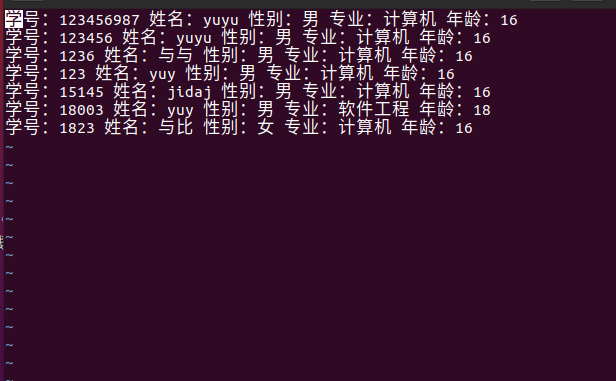 学号：123456987 姓名：yuyu 性别：男 专业：计算机 年龄：16
学号：123456 姓名：yuyu 性别：男 专业：计算机 年龄：16
学号：1236 姓名：与与 性别：男 专业：计算机 年龄：16
学号：123 姓名：yuy 性别：男 专业：计算机 年龄：16
学号：15145 姓名：jidaj 性别：男 专业：计算机 年龄：16
学号：18003 姓名：yuy 性别：男 专业：软件工程 年龄：18
学号：1823 姓名：与比 性别：女 专业：计算机 年龄：16
~
~
~
~
~
~
~
~
~
~
~
~
~
~